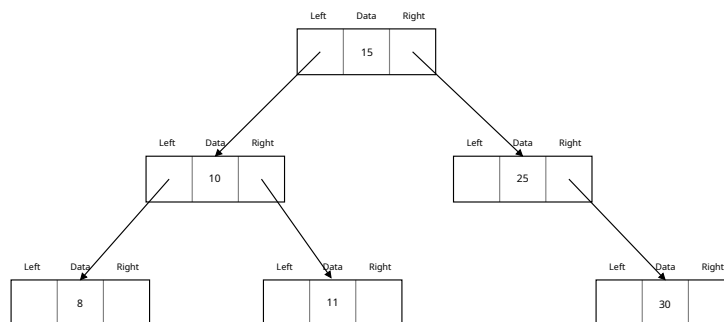 Left Data Right
15
Left Data Right Left Data Right
10 25
Left Data Right Left Data Right Left Data Right
8 11 30